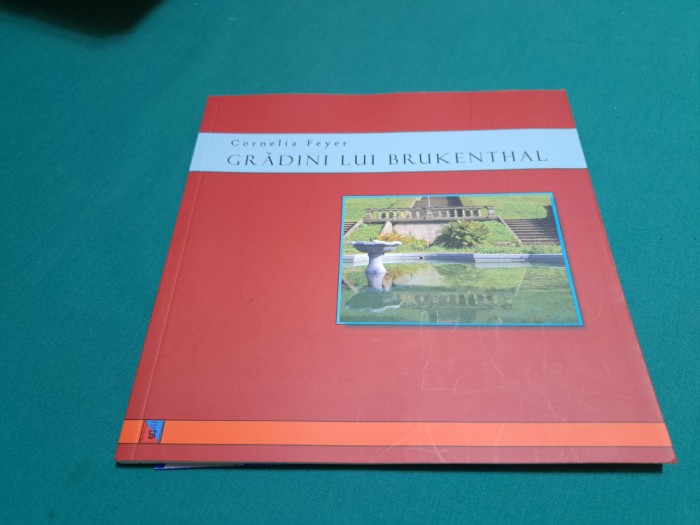 Cornelia Feyer
GRĂDINI LUI BRUKENTHAL